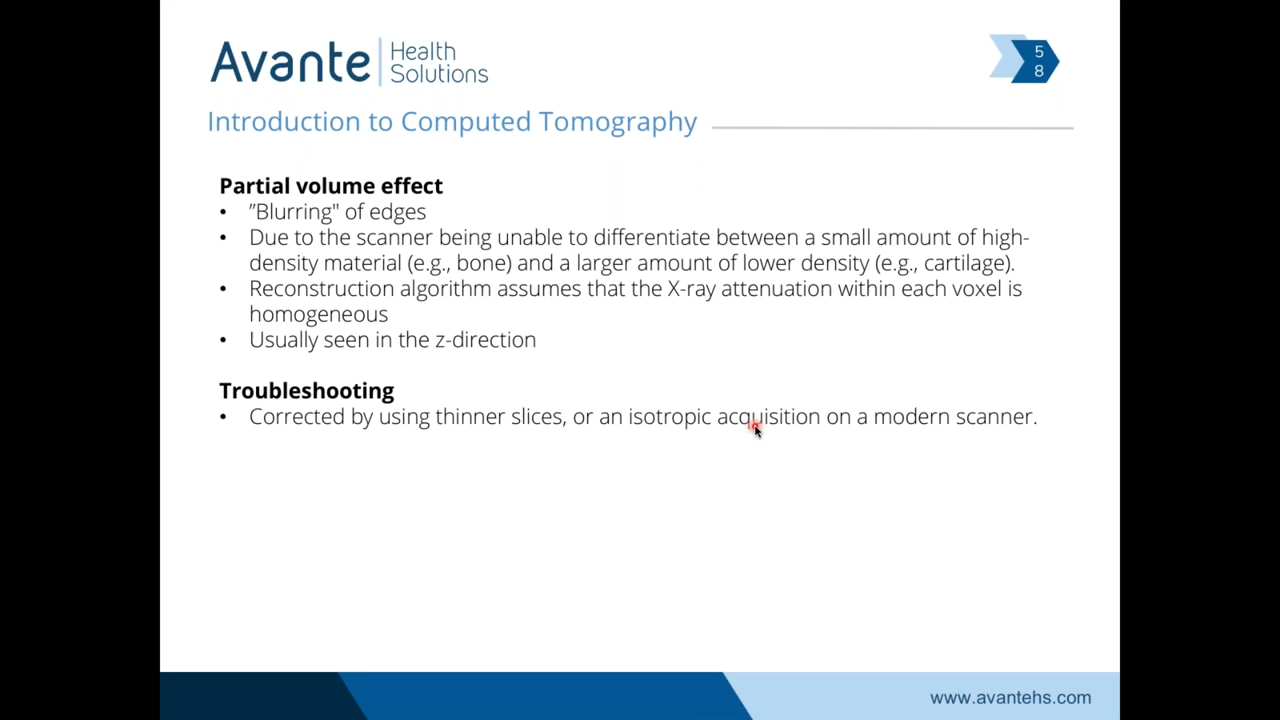 Avante Health Solutions
5
8
Introduction to Computed Tomography
Partial volume effect
• ”Blurring" of edges
• Due to the scanner being unable to differentiate between a small amount of high-
density material (e.g., bone) and a larger amount of lower density (e.g., cartilage).
• Reconstruction algorithm assumes that the X-ray attenuation within each voxel is
homogeneous
• Usually seen in the z-direction
Troubleshooting
• Corrected by using thinner slices, or an isotropic acquisition on a modern scanner.
www.avantehs.com